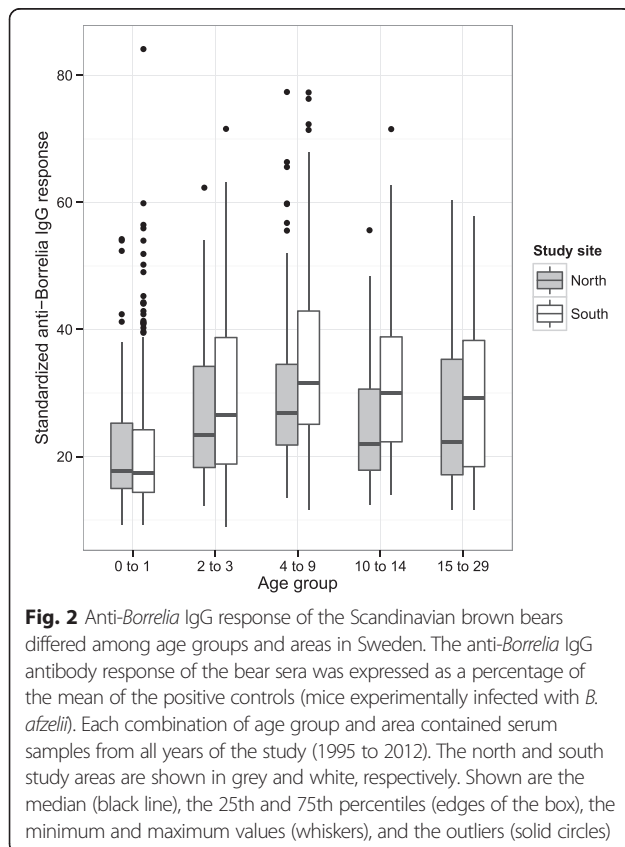 80
60
40
20
Standardized anti−Borrelia IgG response
0 to 1 2 to 3 4 to 9 10 to 14 15 to 29
Age group
Study site
North
South
Fig. 2 Anti-Borrelia IgG response of the Scandinavian brown bears
differed among age groups and areas in Sweden. The anti-Borrelia IgG
antibody response of the bear sera was expressed as a percentage of
the mean of the positive controls (mice experimentally infected with B.
afzelii). Each combination of age group and area contained serum
samples from all years of the study (1995 to 2012). The north and south
study areas are shown in grey and white, respectively. Shown are the
median (black line), the 25th and 75th percentiles (edges of the box), the
minimum and maximum values (whiskers), and the outliers (solid circles)